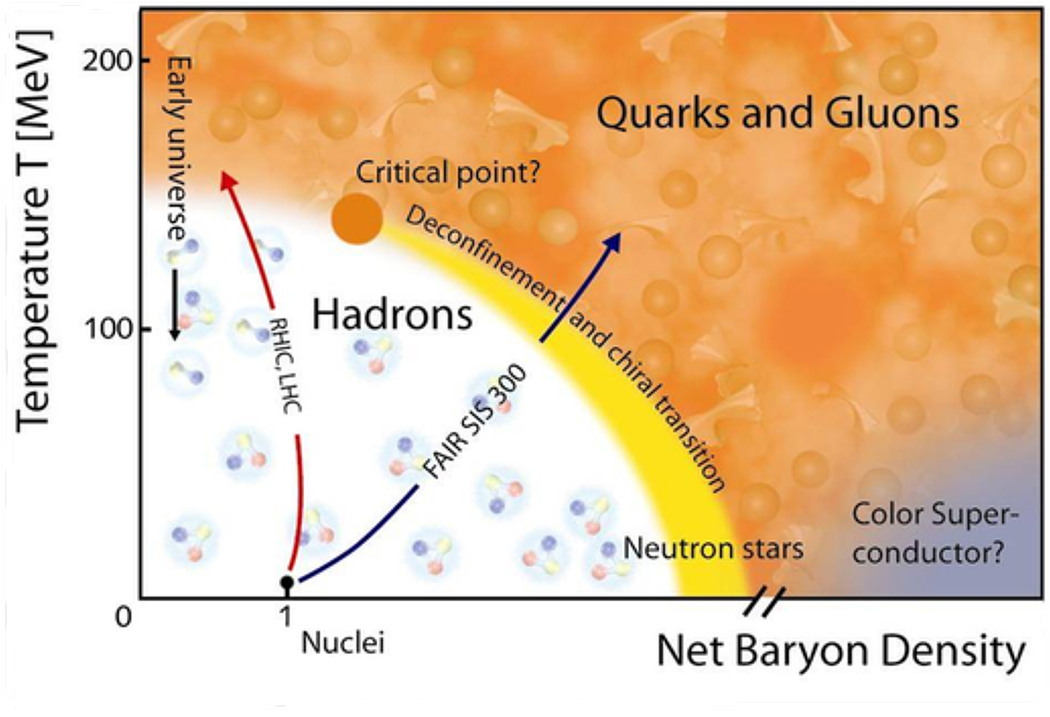 Temperature T [MeV]
200
100
0
Early universe
Quarks and Gluons
Critical point?
Deconfinement and chiral transition
Hadrons
RHIC, LHC
FAIR SIS 300
Color Super-
conductor?
Neutron stars
1
Nuclei
Net Baryon Density